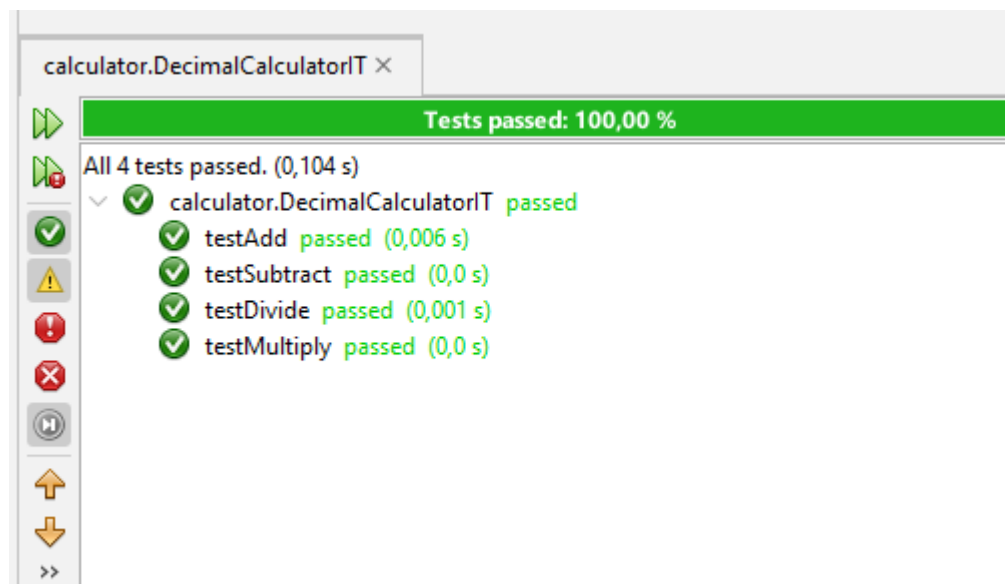 calculator.DecimalCalculatorIT ×
Tests passed: 100,00 %
All 4 tests passed. (0,104 s)
calculator.DecimalCalculatorIT passed
testAdd passed (0,006 s)
testSubtract passed (0,0 s)
testDivide passed (0,001 s)
testMultiply passed (0,0 s)